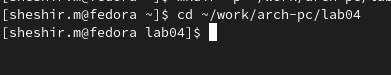 [sheshir.m@fedora ~]$ cd ~/work/arch-pc/lab04
[sheshir.m@fedora lab04]$